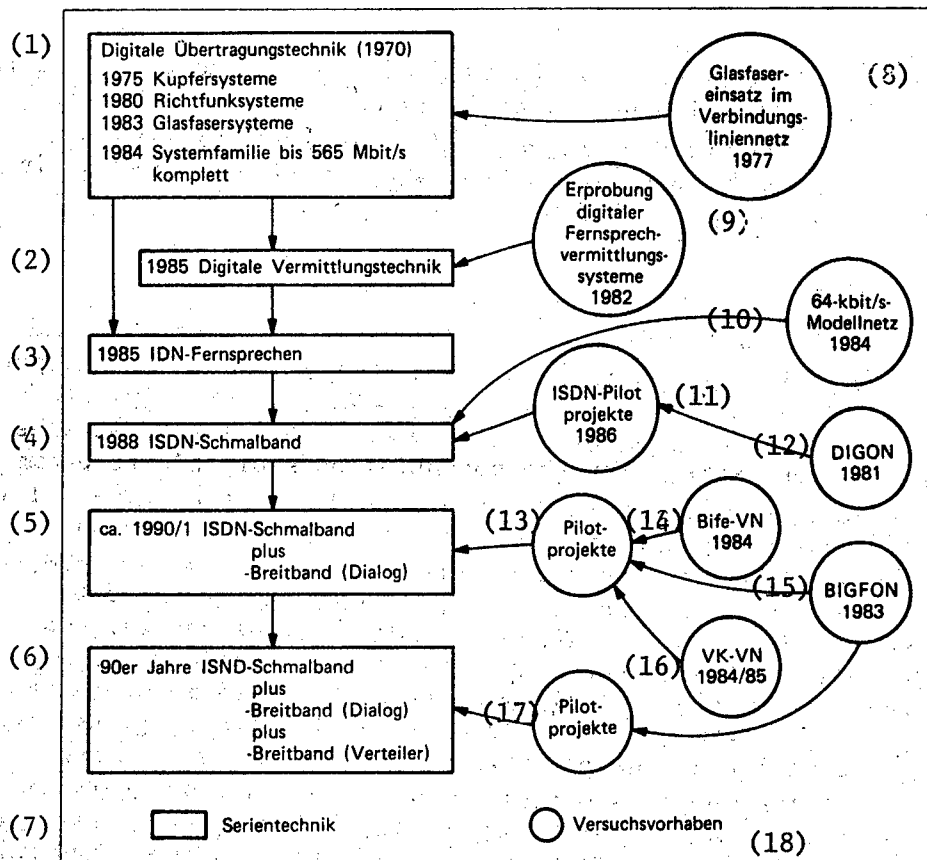 (1)
Digitale Übertragungstechnik (1970)
1975 Kupfersysteme
1980 Richtfunksysteme
1983 Glasfasersysteme
1984 Systemfamilie bis 565 Mbit/s
komplett
Glasfaser-
einsatz im
Verbindungs-
liniennetz
1977
(8)
Erprobung
digitaler
Fernsprech-
vermittlungs-
systeme
1982
(9)
(2)
1985 Digitale Vermittlungstechnik
64-kbit/s-
Modellnetz
1984
(10)
(3)
1985 IDN-Fernsprechen
ISDN-Pilot
projekte
1986
(11)
(4)
1988 ISDN-Schmalband
(12)
DIGON
1981
(5)
ca. 1990/1 ISDN-Schmalband
plus
-Breitband (Dialog)
(13)
Pilot-
projekte
(14)
Bife-VN
1984
(15)
BIGFON
1983
(6)
90er Jahre ISND-Schmalband
plus
-Breitband (Dialog)
plus
-Breitband (Verteiler)
(16)
VK-VN
1984/85
(17)
Pilot-
projekte
(7)
Serientechnik
Versuchsvorhaben
(18)